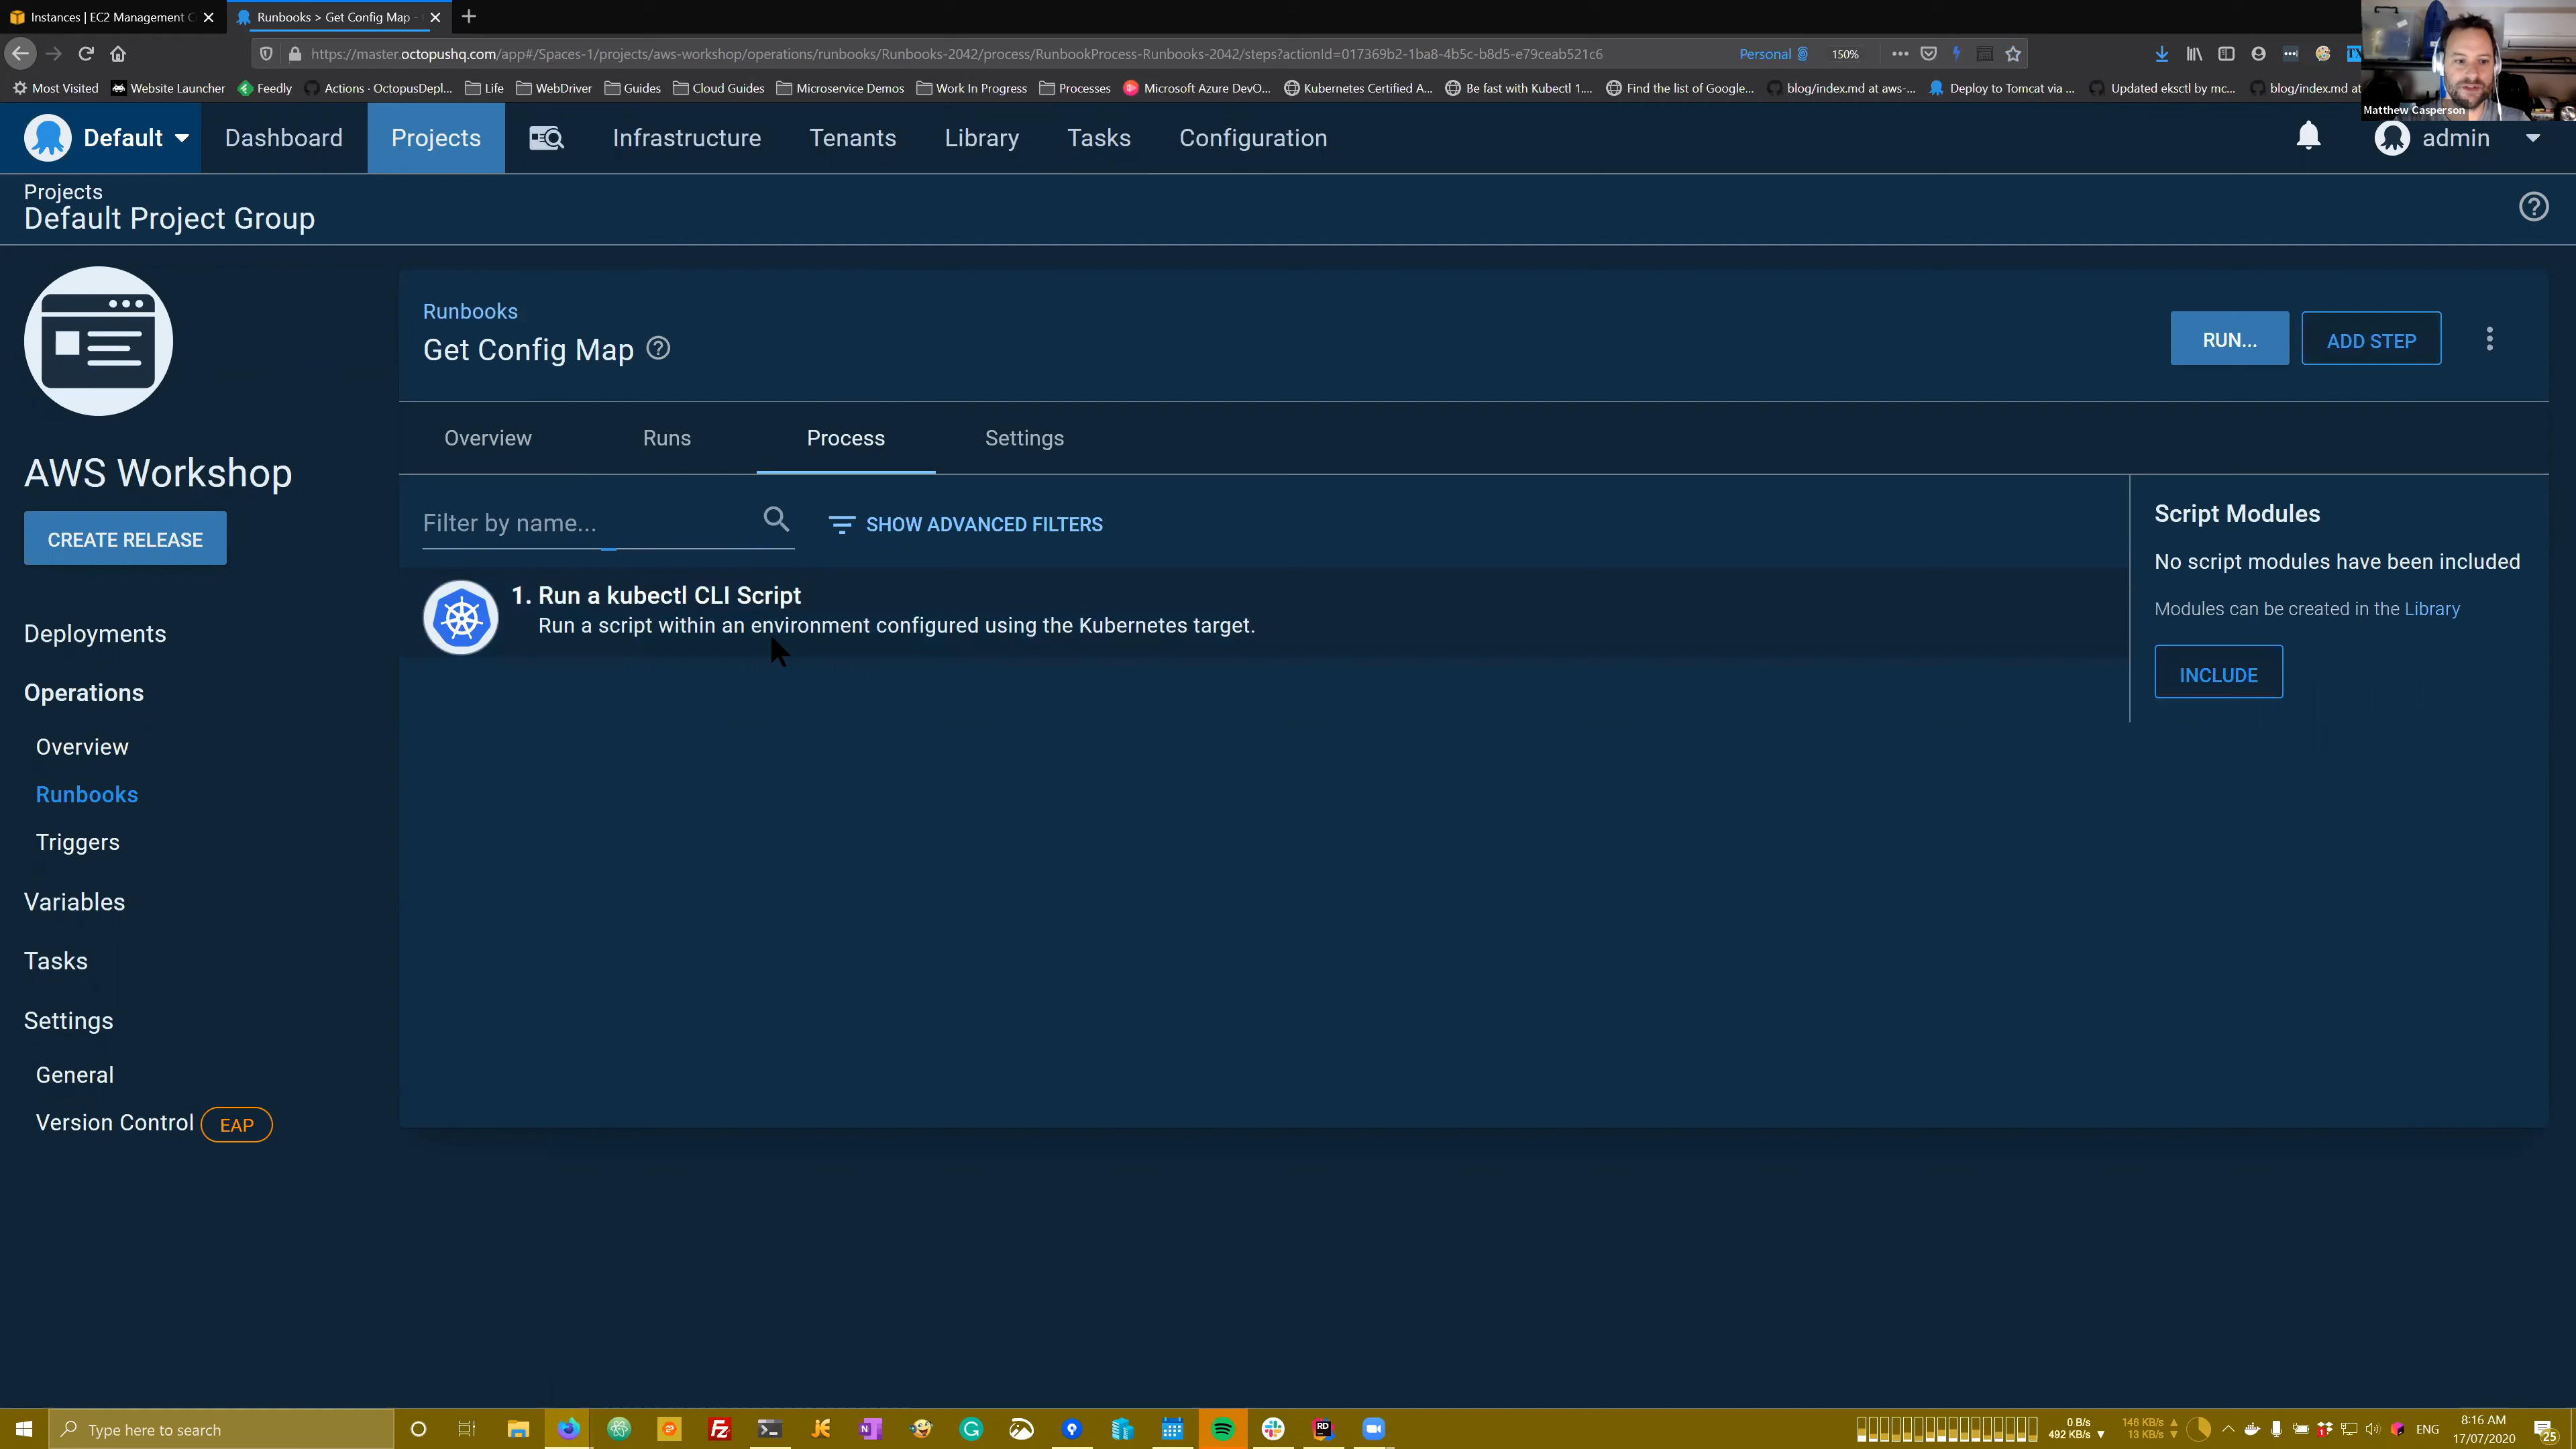 Instances | EC2 Management C
Runbooks > Get Config Map -
https://master.octopushq.com/app#/Spaces-1/projects/aws-workshop/operations/runbooks/Runbooks-2042/process/RunbookProcess-Runbooks-2042/steps?actionId=017369b2-1ba8-4b5c-b8d5-e79ceab521c6
Personal
150%
Most Visited
Website Launcher
Feedly
Actions · OctopusDepl...
Life
WebDriver
Guides
Cloud Guides
Microservice Demos
Work In Progress
Processes
Microsoft Azure DevO...
Kubernetes Certified A...
Be fast with Kubectl 1....
Find the list of Google...
blog/index.md at aws-...
Deploy to Tomcat via ...
Updated eksctl by mc...
blog/index.md at
Matthew Casperson
Default
Dashboard
Projects
Infrastructure
Tenants
Library
Tasks
Configuration
admin
Projects
Default Project Group
AWS Workshop
CREATE RELEASE
Deployments
Operations
Overview
Runbooks
Triggers
Variables
Tasks
Settings
General
Version Control EAP
Runbooks
Get Config Map
RUN...
ADD STEP
Overview
Runs
Process
Settings
Filter by name...
SHOW ADVANCED FILTERS
1. Run a kubectl CLI Script
Run a script within an environment configured using the Kubernetes target.
Script Modules
No script modules have been included
Modules can be created in the Library
INCLUDE
Type here to search
0 B/s
492 KB/s
146 KB/s
13 KB/s
ENG
8:16 AM
17/07/2020
25